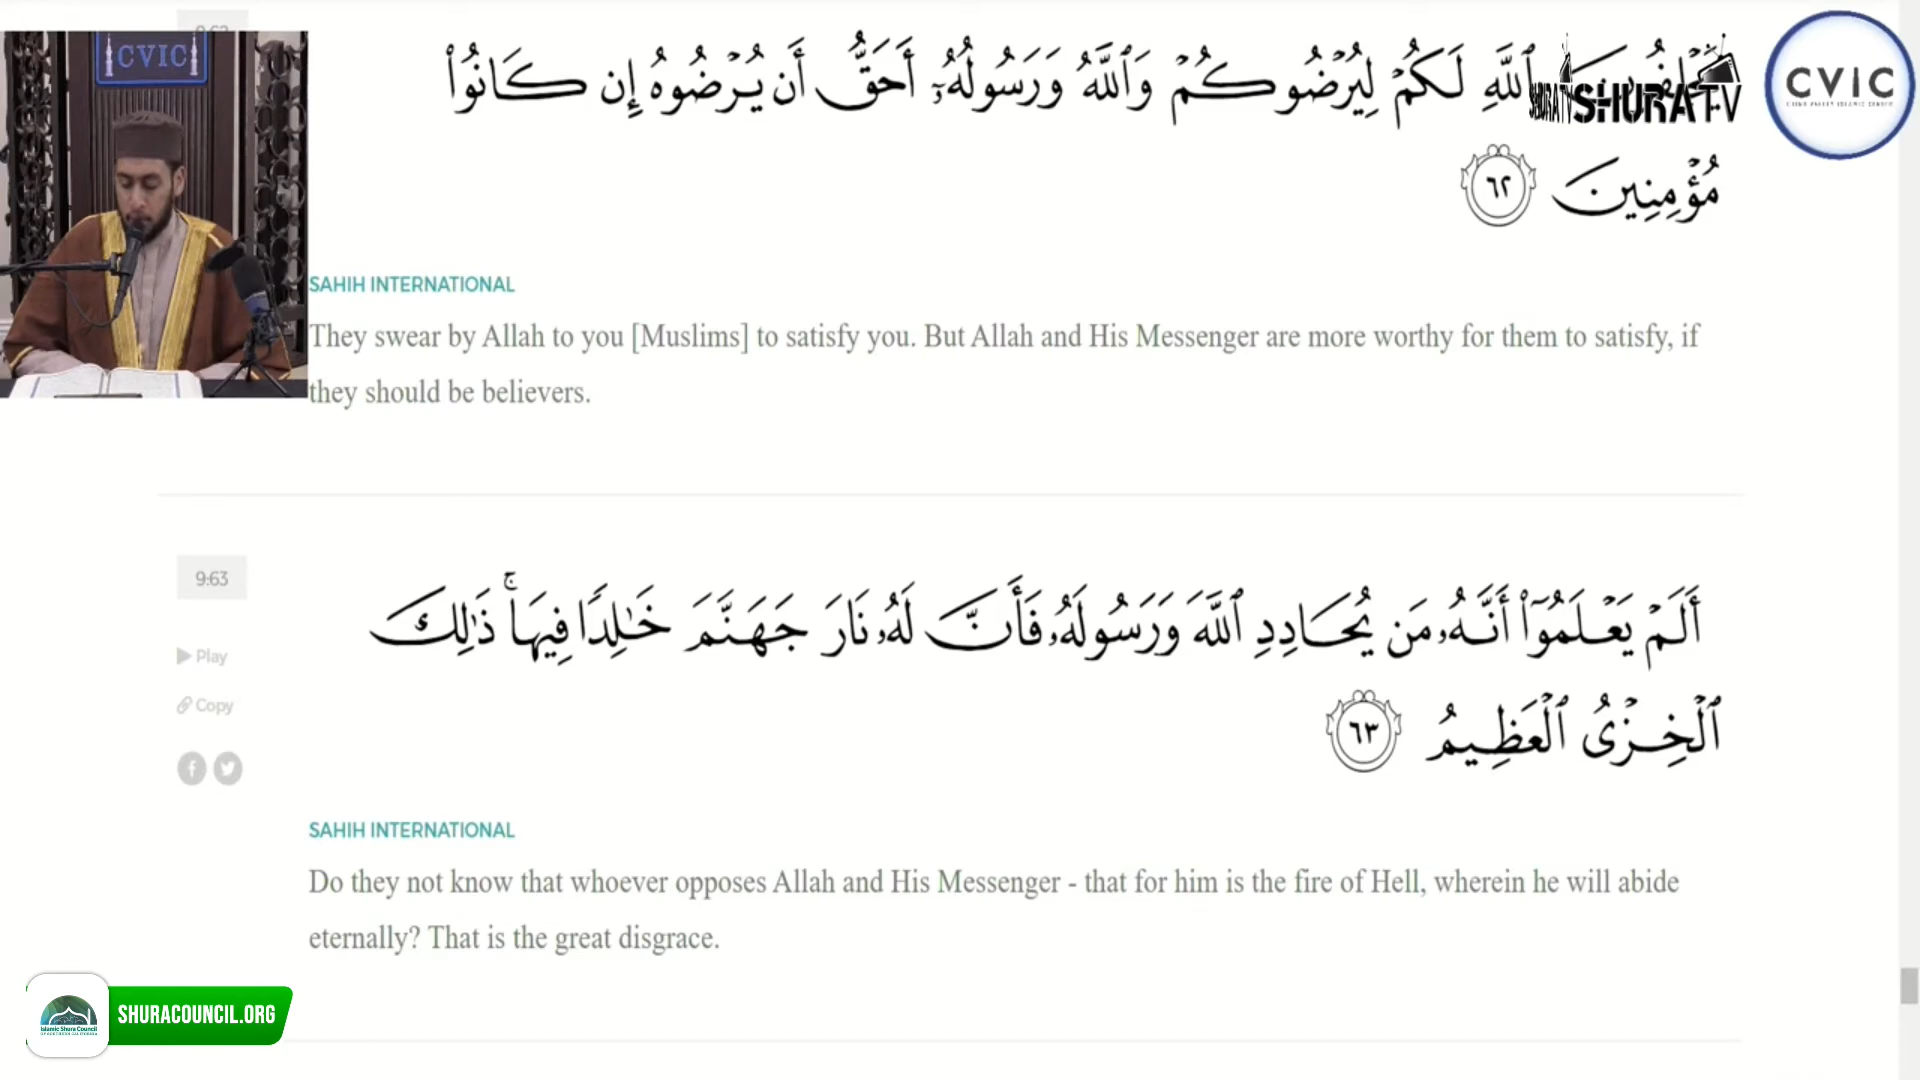 CVIC
ٱللَّهِ لَكُمْ لِيُرْضُوكُمْ وَٱللَّهُ وَرَسُولُهُۥٓ أَحَقُّ أَن يُرْضُوهُ إِن كَانُوا۟
مُؤْمِنِينَ ٦٢
SHURA TV
CVIC
SAHIH INTERNATIONAL
They swear by Allah to you [Muslims] to satisfy you. But Allah and His Messenger are more worthy for them to satisfy, if
they should be believers.
9:63
أَلَمْ يَعْلَمُوٓا۟ أَنَّهُۥ مَن يُحَادِدِ ٱللَّهَ وَرَسُولَهُۥ فَأَنَّ لَهُۥ نَارَ جَهَنَّمَ خَـٰلِدًا فِيهَا ۚ ذَٰلِكَ
ٱلْخِزْىُ ٱلْعَظِيمُ ٦٣
Play
Copy
SAHIH INTERNATIONAL
Do they not know that whoever opposes Allah and His Messenger - that for him is the fire of Hell, wherein he will abide
eternally? That is the great disgrace.
Islamic Shura Council
SHURACOUNCIL.ORG